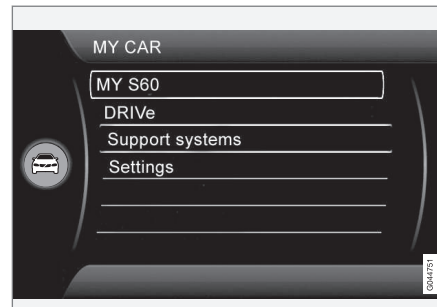 MY CAR
MY S60
DRIVe
Support systems
Settings
G044751